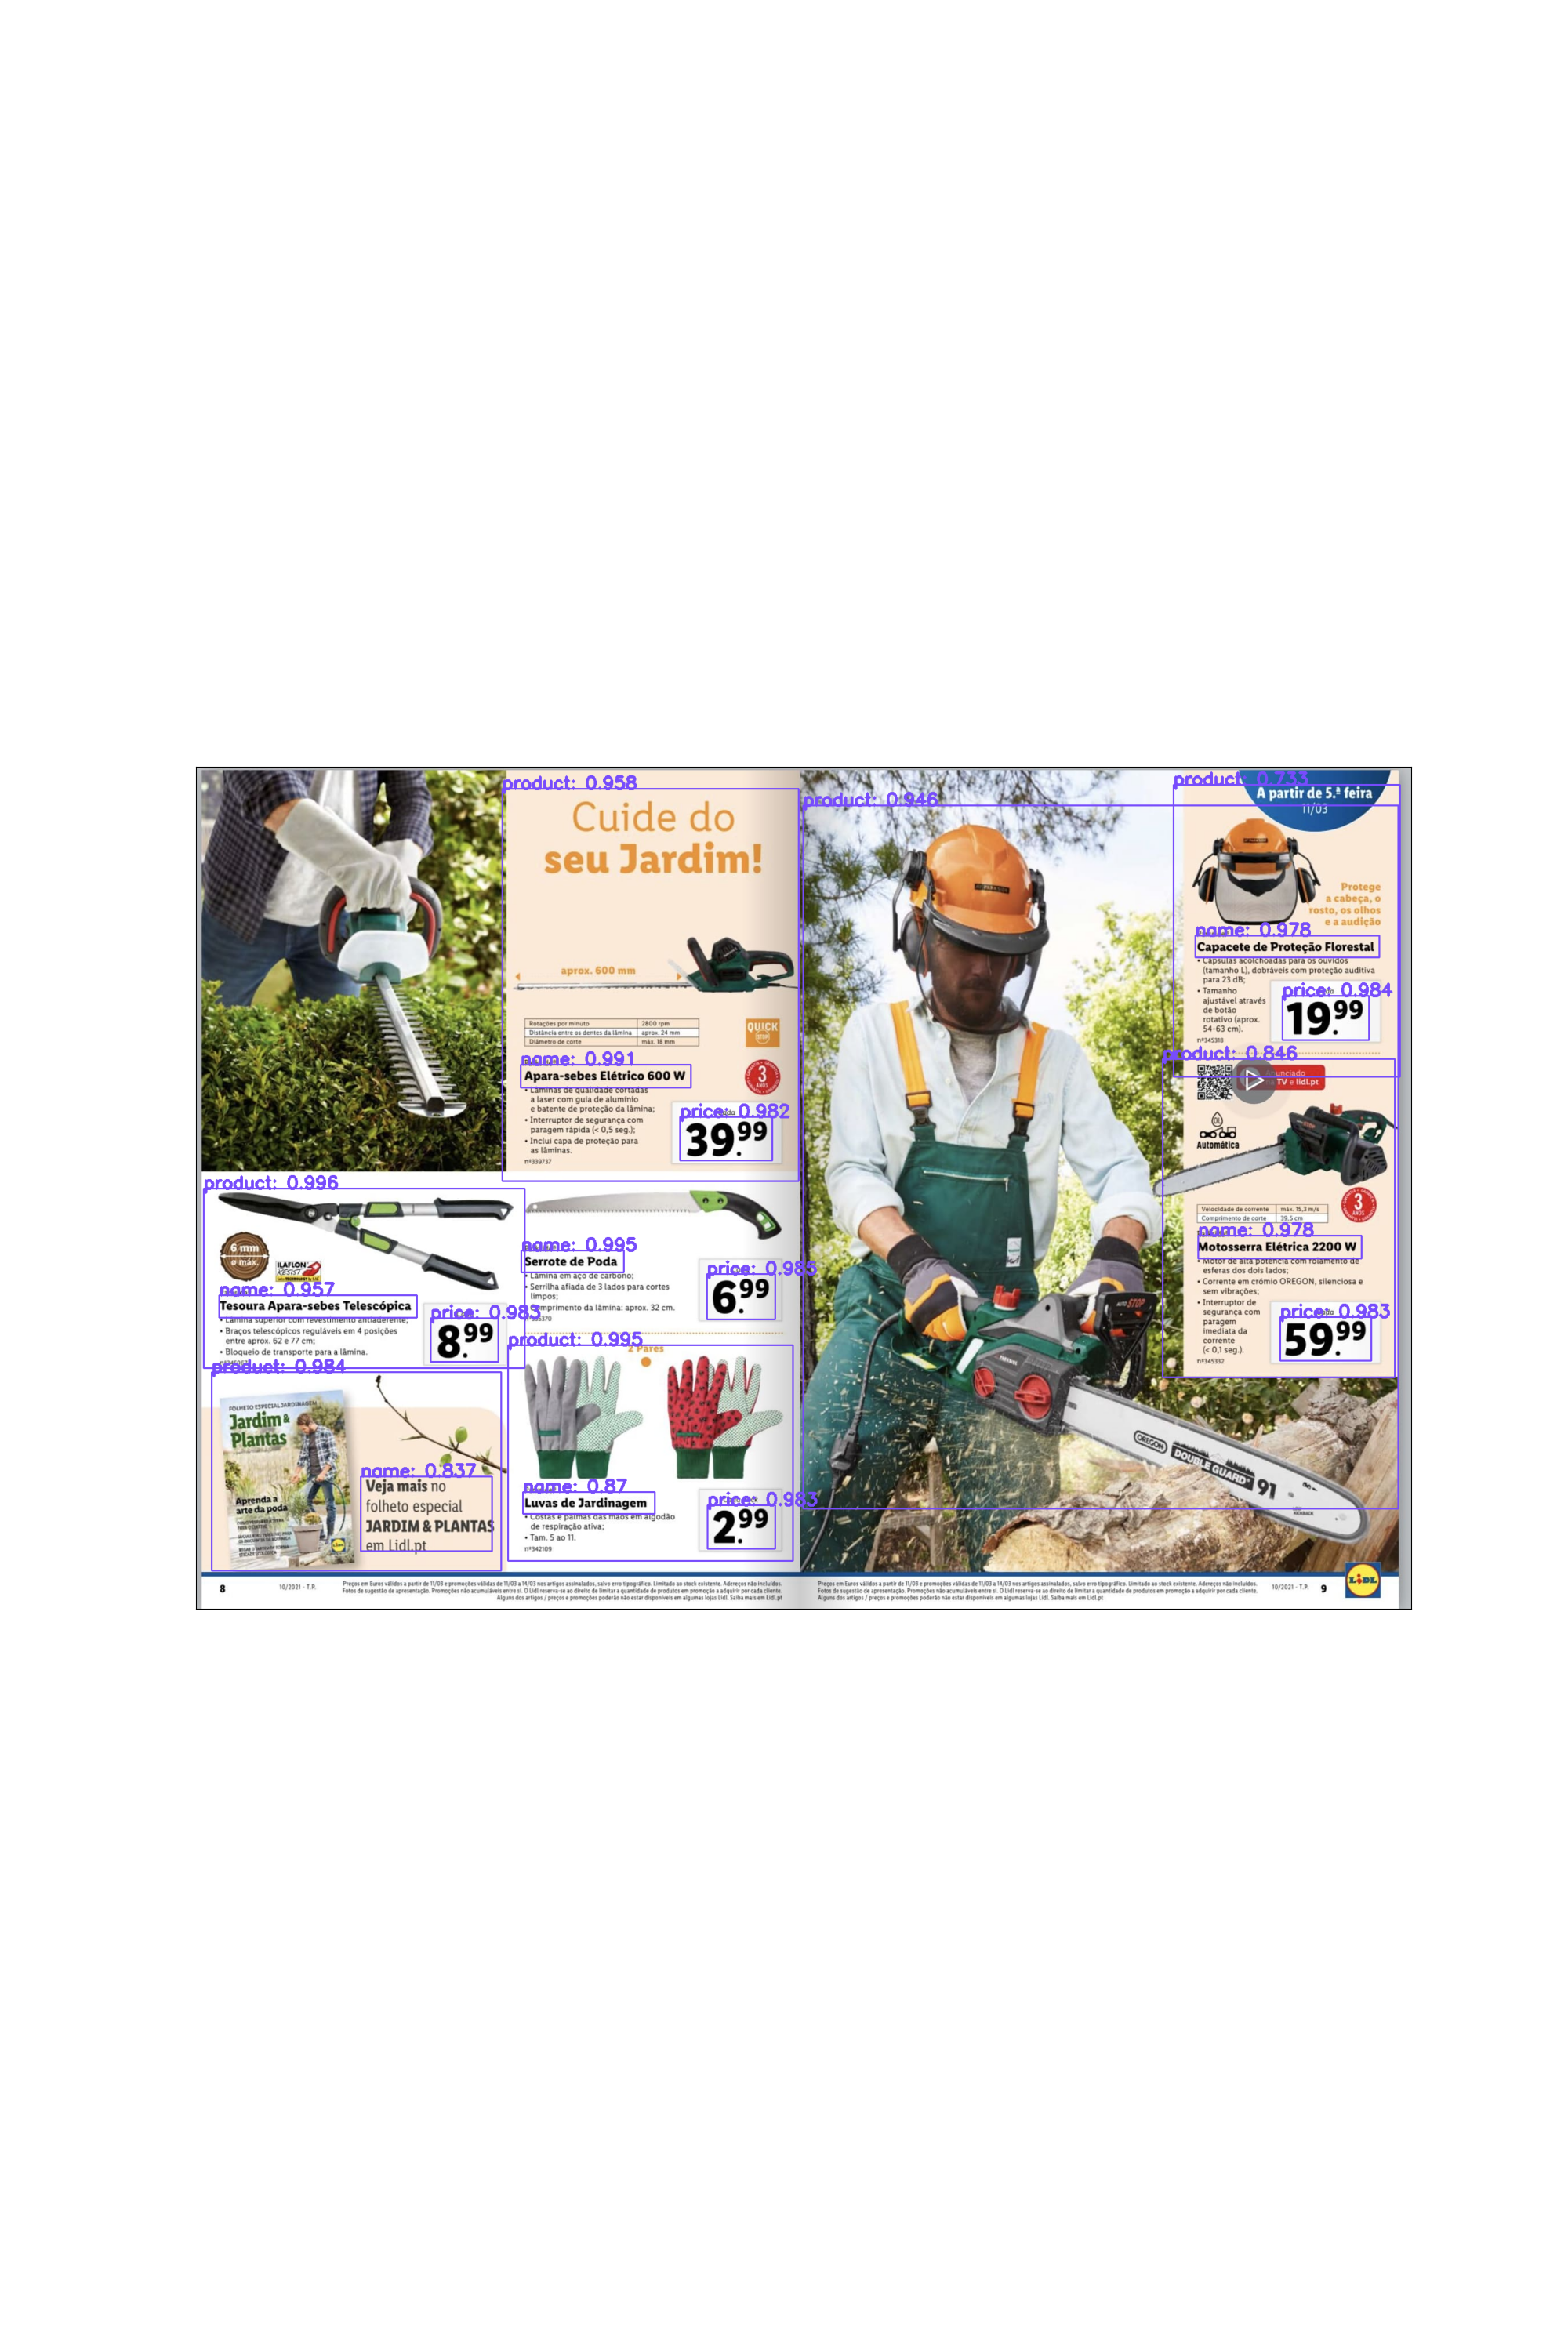 product: 0.958
Cuide do
seu Jardim!
aprox. 600 mm
Rotações por minuto 2800 rpm
Distância entre os dentes da lâmina aprox. 24 mm
Diâmetro de corte máx. 18 mm
QUICK
STOP
name: 0.991
Apara-sebes Elétrico 600 W
3
ANOS
• Lâminas de qualidade cortadas
a laser com guia de alumínio
e batente de proteção da lâmina;
• Interruptor de segurança com
paragem rápida (< 0,5 seg.);
• Inclui capa de proteção para
as lâminas.
nº339737
price: 0.982
39.99
product: 0.996
6 mm
ø máx.
ILAFLON
RESIST
name: 0.957
Tesoura Apara-sebes Telescópica
• Lâmina superior com revestimento antiaderente;
• Braços telescópicos reguláveis em 4 posições
entre aprox. 62 e 77 cm;
• Bloqueio de transporte para a lâmina.
price: 0.983
8.99
name: 0.995
Serrote de Poda
• Lâmina em aço de carbono;
• Serrilha afiada de 3 lados para cortes
limpos;
comprimento da lâmina: aprox. 32 cm.
price: 0.985
6.99
product: 0.984
FOLHETO ESPECIAL JARDINAGEM
Jardim &
Plantas
Aprenda a
arte da poda
name: 0.837
Veja mais no
folheto especial
JARDIM & PLANTAS
em Lidl.pt
product: 0.995
2 Pares
name: 0.87
Luvas de Jardinagem
• Costas e palmas das mãos em algodão
de respiração ativa;
• Tam. 5 ao 11.
nº342109
price: 0.983
2.99
8
10/2021 - T.P.
Preços em Euros válidos a partir de 11/03 e promoções válidas de 11/03 a 14/03 nos artigos assinalados, salvo erro tipográfico. Limitado ao stock existente. Adereços não incluídos.
Fotos de sugestão de apresentação. Promoções não acumuláveis entre si. O Lidl reserva-se ao direito de limitar a quantidade de produtos em promoção a adquirir por cada cliente.
Alguns dos artigos / preços e promoções poderão não estar disponíveis em algumas lojas Lidl. Saiba mais em Lidl.pt
product: 0.946
AUTO STOP
OREGON
DOUBLE GUARD 91
product: 0.733
A partir de 5.ª feira
11/03
Protege
a cabeça, o
rosto, os olhos
e a audição
name: 0.978
Capacete de Proteção Florestal
• Cápsulas acolchoadas para os ouvidos
(tamanho L), dobráveis com proteção auditiva
para 23 dB;
• Tamanho
ajustável através
de botão
rotativo (aprox.
54-63 cm).
nº345318
price: 0.984
19.99
product: 0.846
TV e lidl.pt
OIL
Automática
3
ANOS
Velocidade de corrente máx. 15,3 m/s
Comprimento de corte 39,5 cm
name: 0.978
Motosserra Elétrica 2200 W
• Motor de alta potência com rolamento de
esferas dos dois lados;
• Corrente em crómio OREGON, silenciosa e
sem vibrações;
• Interruptor de
segurança com
paragem
imediata da
corrente
(< 0,1 seg.).
nº345332
price: 0.983
59.99
Preços em Euros válidos a partir de 11/03 e promoções válidas de 11/03 a 14/03 nos artigos assinalados, salvo erro tipográfico. Limitado ao stock existente. Adereços não incluídos.
Fotos de sugestão de apresentação. Promoções não acumuláveis entre si. O Lidl reserva-se ao direito de limitar a quantidade de produtos em promoção a adquirir por cada cliente.
Alguns dos artigos / preços e promoções poderão não estar disponíveis em algumas lojas Lidl. Saiba mais em Lidl.pt
10/2021 - T.P.
9
LIDL